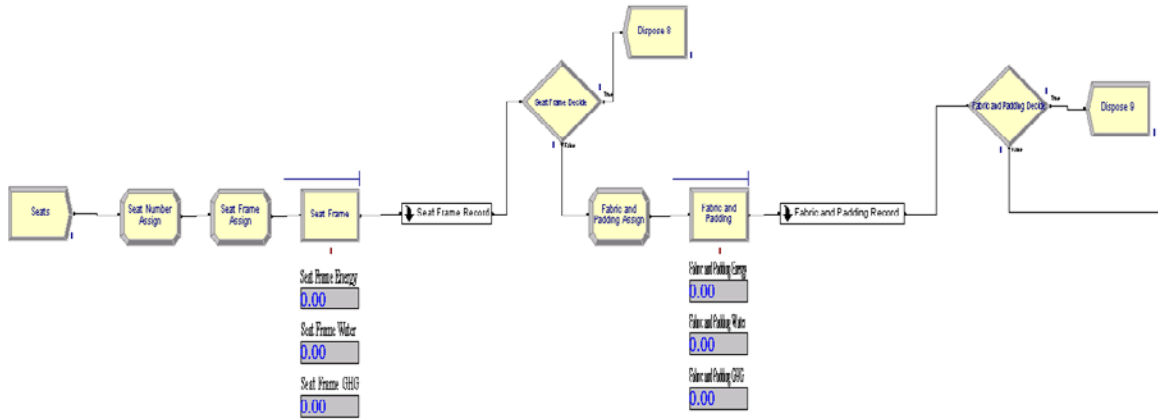 Dispose 8
Seat Frame Decide
True
False
Fabric and Padding Decide
True
False
Dispose 9
Seats
Seat Number
Assign
Seat Frame
Assign
Seat Frame
Seat Frame Record
Fabric and
Padding Assign
Fabric and
Padding
Fabric and Padding Record
Seat Frame Energy
0.00
Seat Frame Water
0.00
Seat Frame GHG
0.00
Fabric and Padding Energy
0.00
Fabric and Padding Water
0.00
Fabric and Padding GHG
0.00